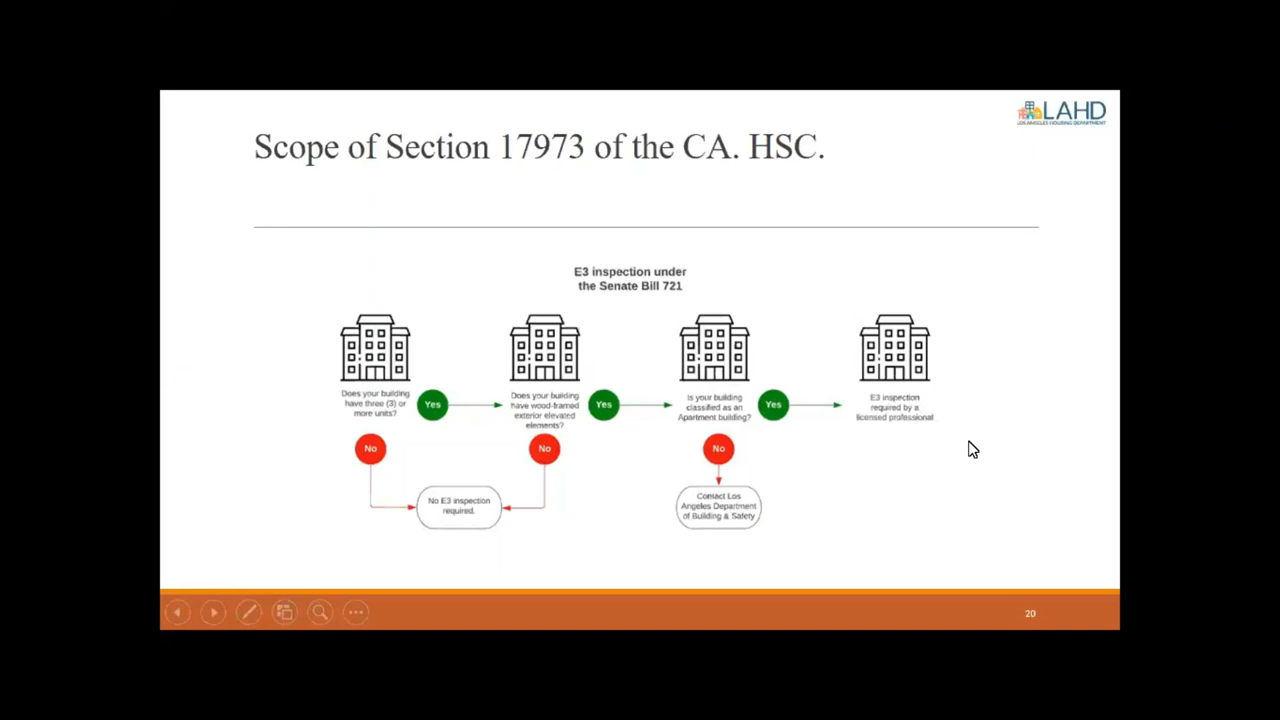 LAHD
LOS ANGELES HOUSING DEPARTMENT
Scope of Section 17973 of the CA. HSC.
E3 inspection under
the Senate Bill 721
Does your building
have three (3) or
more units?
Yes
Does your building
have wood-framed
exterior elevated
elements?
Yes
Is your building
classified as an
Apartment building?
Yes
E3 inspection
required by a
licensed professional
No
No
No
No E3 inspection
required.
Contact Los
Angeles Department
of Building & Safety
20